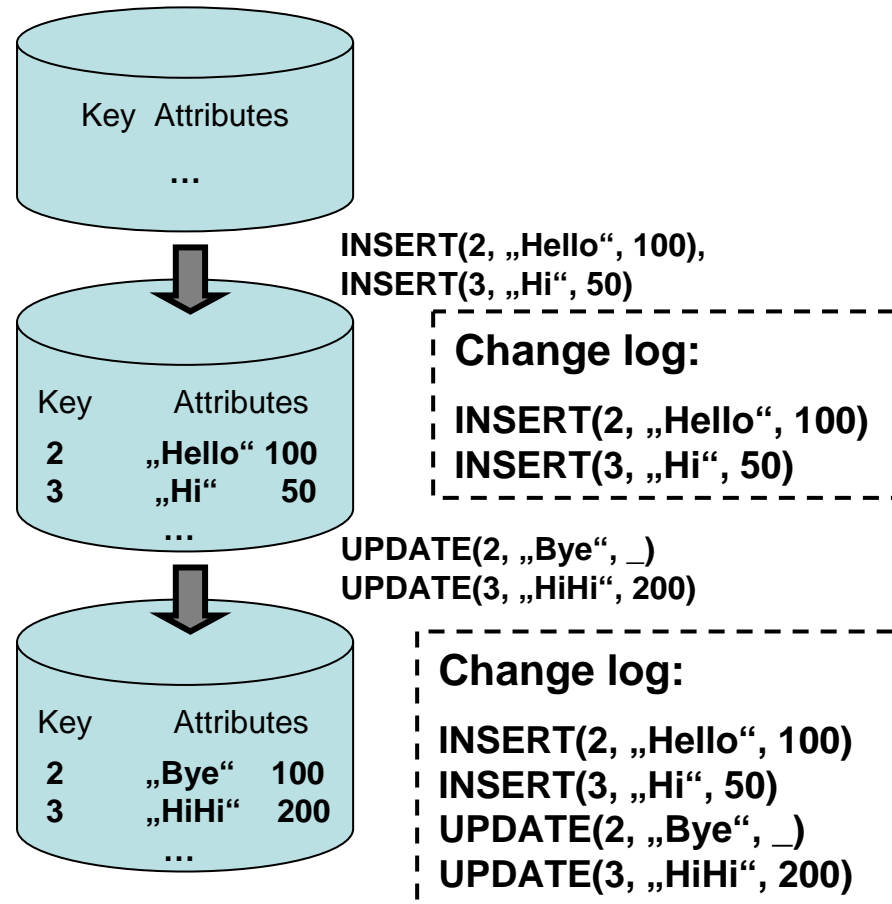 Key Attributes
…
INSERT(2, „Hello“, 100),
INSERT(3, „Hi“, 50)
Key Attributes
2 „Hello“ 100
3 „Hi“ 50
…
Change log:
INSERT(2, „Hello“, 100)
INSERT(3, „Hi“, 50)
UPDATE(2, „Bye“, _)
UPDATE(3, „HiHi“, 200)
Key Attributes
2 „Bye“ 100
3 „HiHi“ 200
…
Change log:
INSERT(2, „Hello“, 100)
INSERT(3, „Hi“, 50)
UPDATE(2, „Bye“, _)
UPDATE(3, „HiHi“, 200)